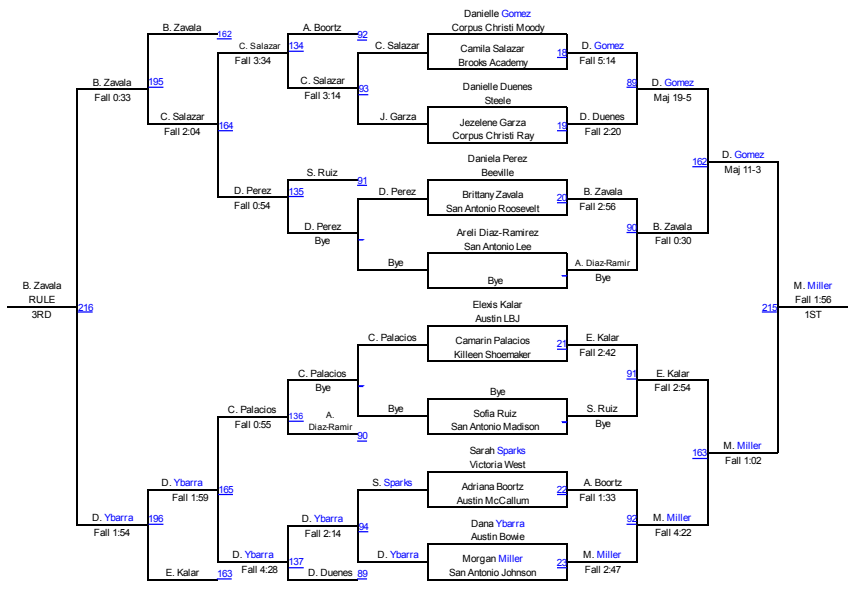 Danielle Gomez
Corpus Christi Moody
B. Zavala
162
A. Boortz
92
C. Salazar
134
Fall 3:34
C. Salazar
Camila Salazar
Brooks Academy
18
D. Gomez
Fall 5:14
B. Zavala
195
Fall 0:33
C. Salazar
93
Fall 3:14
Danielle Duenes
Steele
89
D. Gomez
Maj 19-5
C. Salazar
164
Fall 2:04
J. Garza
Jezelene Garza
Corpus Christi Ray
19
D. Duenes
Fall 2:20
Daniela Perez
Beeville
162
D. Gomez
Maj 11-3
S. Ruiz
91
D. Perez
135
Fall 0:54
D. Perez
Brittany Zavala
San Antonio Roosevelt
20
B. Zavala
Fall 2:56
D. Perez
Bye
Areli Diaz-Ramirez
San Antonio Lee
90
B. Zavala
Fall 0:30
Bye
Bye
A. Diaz-Ramir
Bye
B. Zavala
RULE
3RD
216
M. Miller
Fall 1:56
1ST
215
Elexis Kalar
Austin LBJ
C. Palacios
Camarin Palacios
Killeen Shoemaker
21
E. Kalar
Fall 2:42
C. Palacios
Bye
Bye
91
E. Kalar
Fall 2:54
C. Palacios
136
Fall 0:55
A.
Diaz-Ramir
90
Bye
Sofia Ruiz
San Antonio Madison
S. Ruiz
Bye
Sarah Sparks
Victoria West
163
M. Miller
Fall 1:02
D. Ybarra
165
Fall 1:59
S. Sparks
Adriana Boortz
Austin McCallum
22
A. Boortz
Fall 1:33
D. Ybarra
196
Fall 1:54
D. Ybarra
94
Fall 2:14
Dana Ybarra
Austin Bowie
92
M. Miller
Fall 4:22
D. Ybarra
137
Fall 4:28
D. Ybarra
Morgan Miller
San Antonio Johnson
23
M. Miller
Fall 2:47
E. Kalar
163
D. Duenes
89